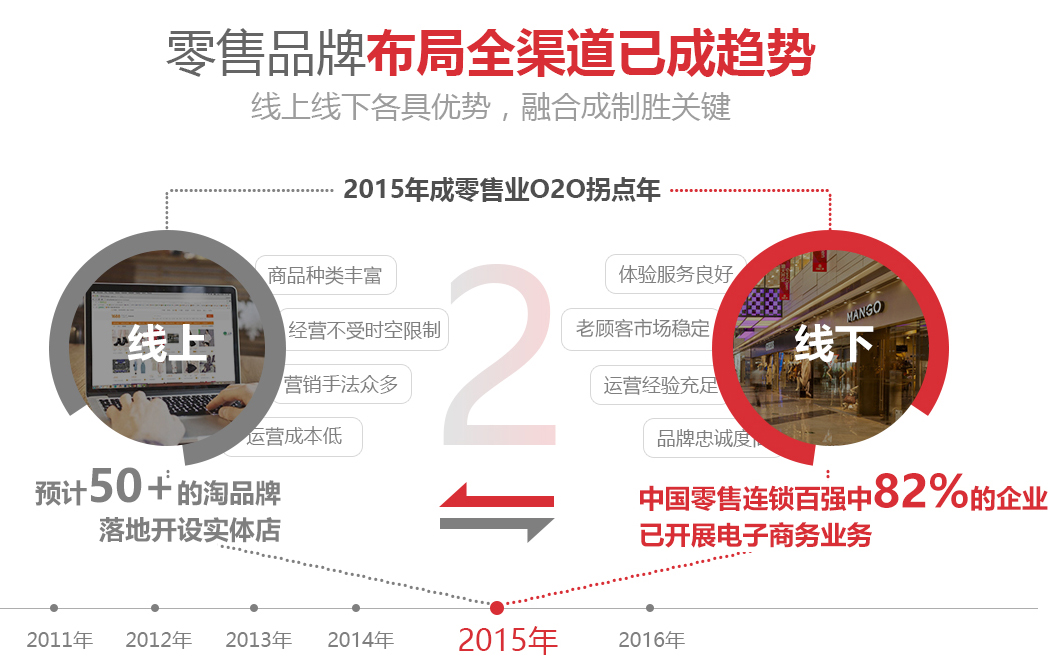 零售品牌布局全渠道已成趋势
线上线下各具优势，融合成制胜关键
2015年成零售业O2O拐点年
商品种类丰富
经营不受时空限制
营销手法众多
运营成本低
线上
2
体验服务良好
老顾客市场稳定
运营经验充足
品牌忠诚度高
MANGO
线下
预计50+的淘品牌
落地开设实体店
中国零售连锁百强中82%的企业
已开展电子商务业务
2011年 2012年 2013年 2014年 2015年 2016年